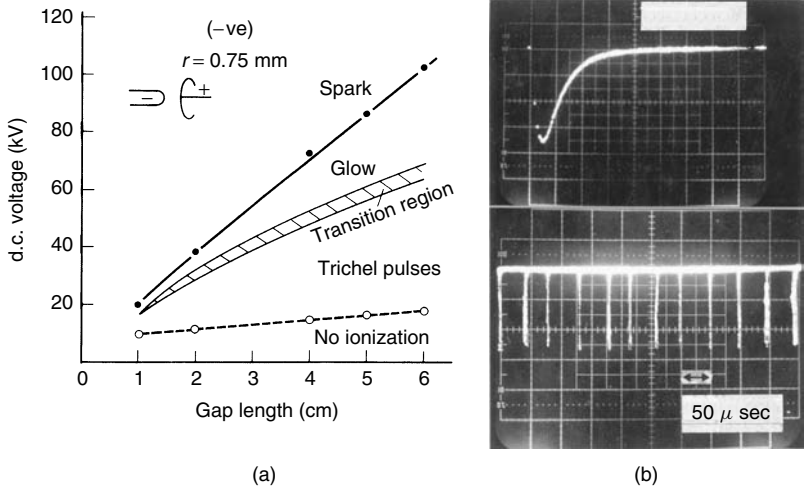 120
(−ve)
r = 0.75 mm
− +
100
Spark
80
Glow
60
Transition region
40
Trichel pulses
20
No ionization
0
0 1 2 3 4 5 6
d.c. voltage (kV)
Gap length (cm)
50 μ sec
(a)
(b)